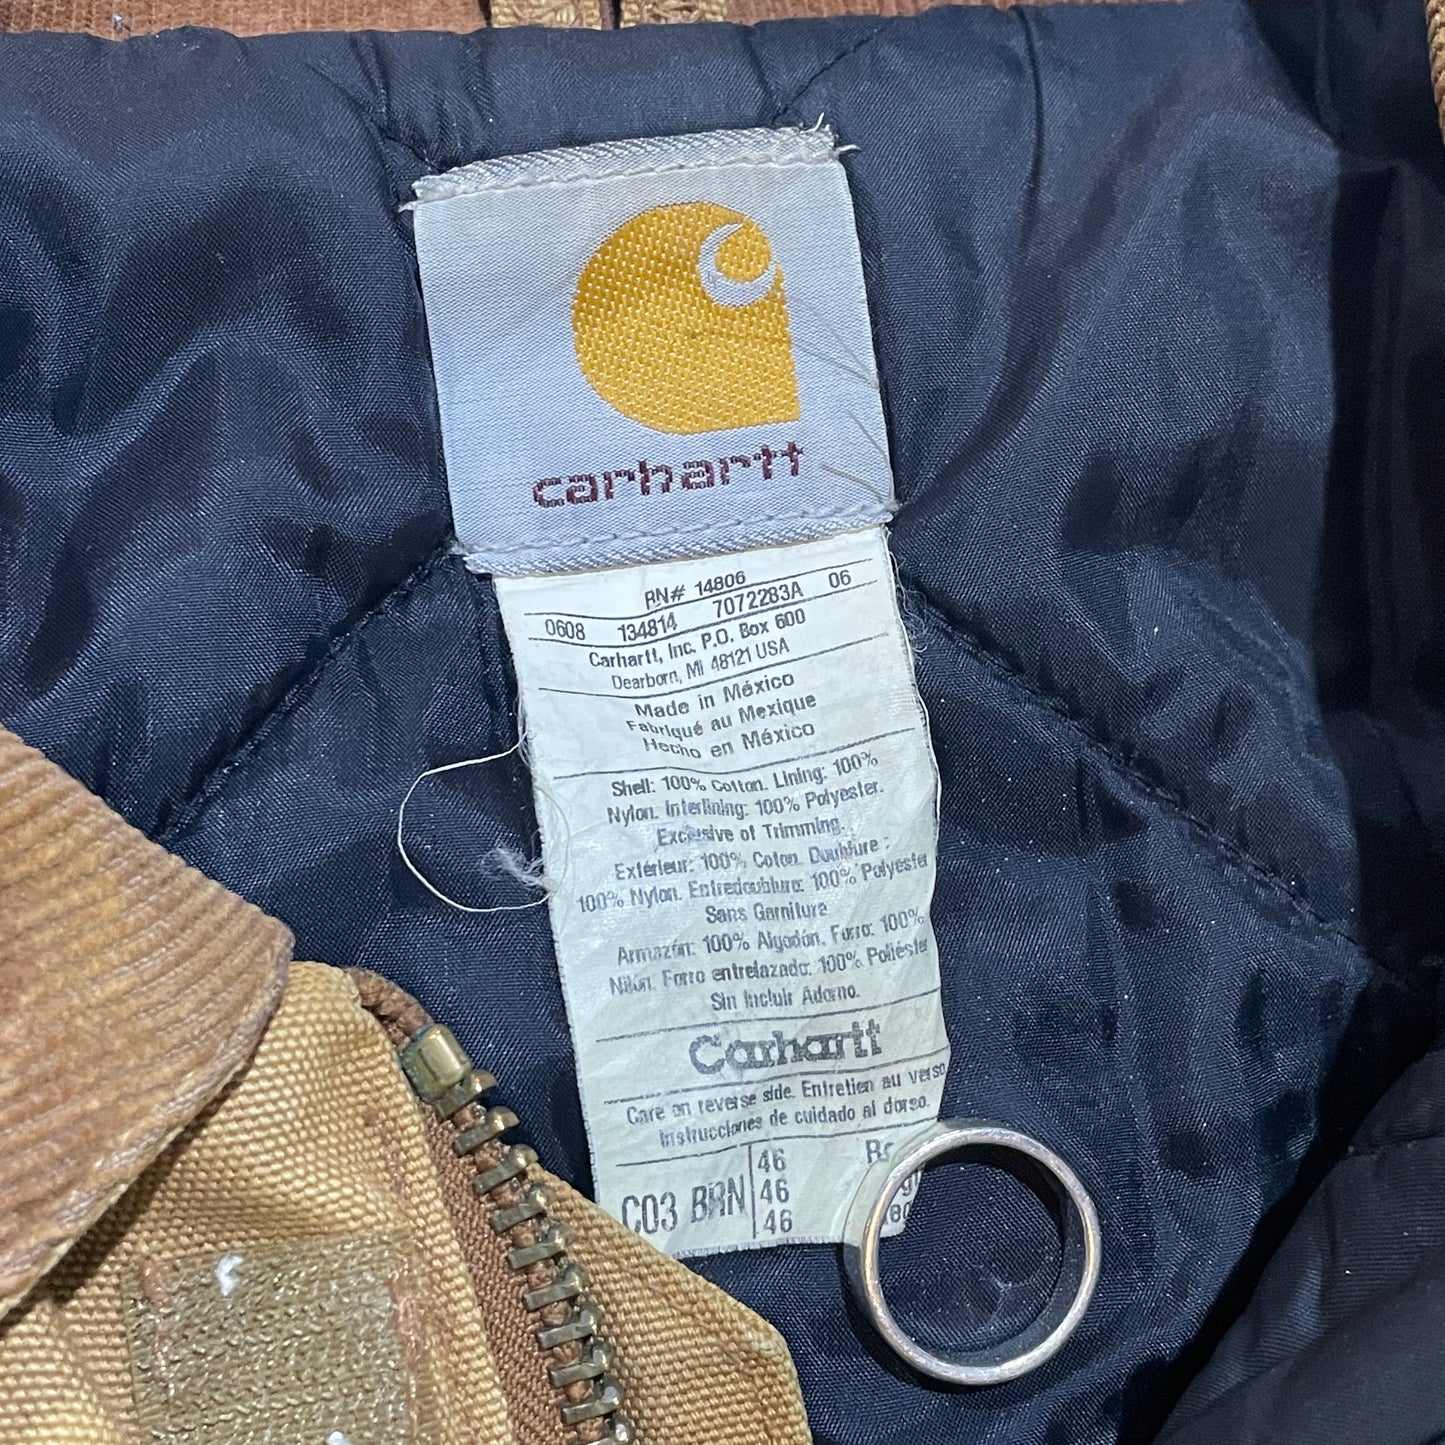 carhartt
RN# 14806
0608 134814 7072283A 06
Carhartt, Inc. P.O. Box 600
Dearborn, MI 48121 USA
Made in México
Fabriqué au Mexique
Hecho en México
Shell: 100% Cotton. Lining: 100%
Nylon. Interlining: 100% Polyester.
Exclusive of Trimming.
Extérieur: 100% Coton. Doublure :
100% Nylon. Entredoublure: 100% Polyester
Sans Garniture
Armazón: 100% Algodón. Forro: 100%
Nilón. Forro entrelazado: 100% Poliéster
Sin Incluir Adorno.
Carhartt
Care on reverse side. Entretien au verso
Instrucciones de cuidado al dorso.
C03 BRN 46
46
46